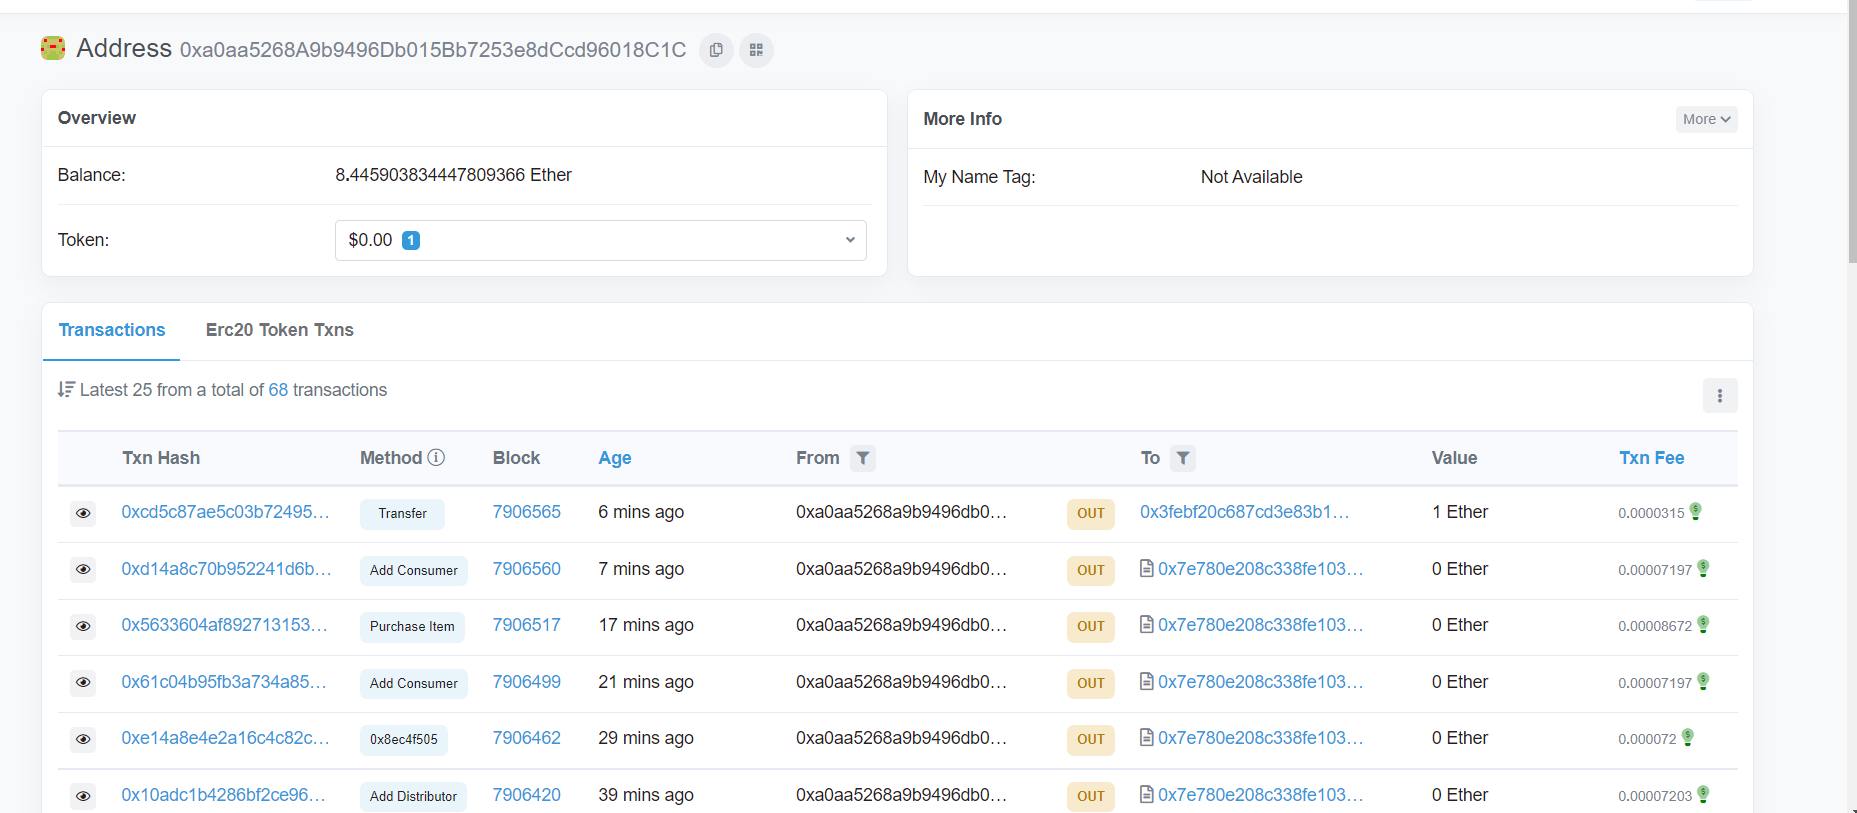 Address 0xa0aa5268A9b9496Db015Bb7253e8dCcd96018C1C
Overview
Balance: 8.445903834447809366 Ether
Token: $0.00 1
More Info More
My Name Tag: Not Available
Transactions Erc20 Token Txns
Latest 25 from a total of 68 transactions
Txn Hash Method Block Age From To Value Txn Fee
0xcd5c87ae5c03b72495... Transfer 7906565 6 mins ago 0xa0aa5268a9b9496db0... OUT 0x3febf20c687cd3e83b1... 1 Ether 0.0000315
0xd14a8c70b952241d6b... Add Consumer 7906560 7 mins ago 0xa0aa5268a9b9496db0... OUT 0x7e780e208c338fe103... 0 Ether 0.00007197
0x5633604af892713153... Purchase Item 7906517 17 mins ago 0xa0aa5268a9b9496db0... OUT 0x7e780e208c338fe103... 0 Ether 0.00008672
0x61c04b95fb3a734a85... Add Consumer 7906499 21 mins ago 0xa0aa5268a9b9496db0... OUT 0x7e780e208c338fe103... 0 Ether 0.00007197
0xe14a8e4e2a16c4c82c... 0x8ec4f505 7906462 29 mins ago 0xa0aa5268a9b9496db0... OUT 0x7e780e208c338fe103... 0 Ether 0.000072
0x10adc1b4286bf2ce96... Add Distributor 7906420 39 mins ago 0xa0aa5268a9b9496db0... OUT 0x7e780e208c338fe103... 0 Ether 0.00007203